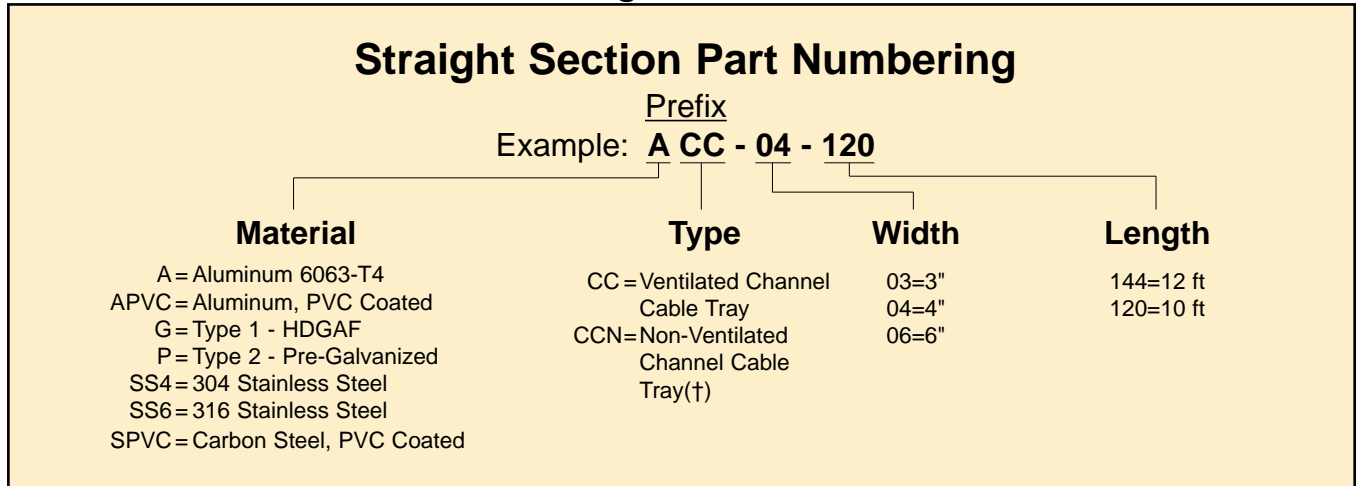 Straight Section Part Numbering
Prefix
Example: A CC - 04 - 120
Material
A = Aluminum 6063-T4
APVC = Aluminum, PVC Coated
G = Type 1 - HDGAF
P = Type 2 - Pre-Galvanized
SS4 = 304 Stainless Steel
SS6 = 316 Stainless Steel
SPVC = Carbon Steel, PVC Coated
Type
CC = Ventilated Channel
Cable Tray
CCN = Non-Ventilated
Channel Cable
Tray(†)
Width
03=3"
04=4"
06=6"
Length
144=12 ft
120=10 ft